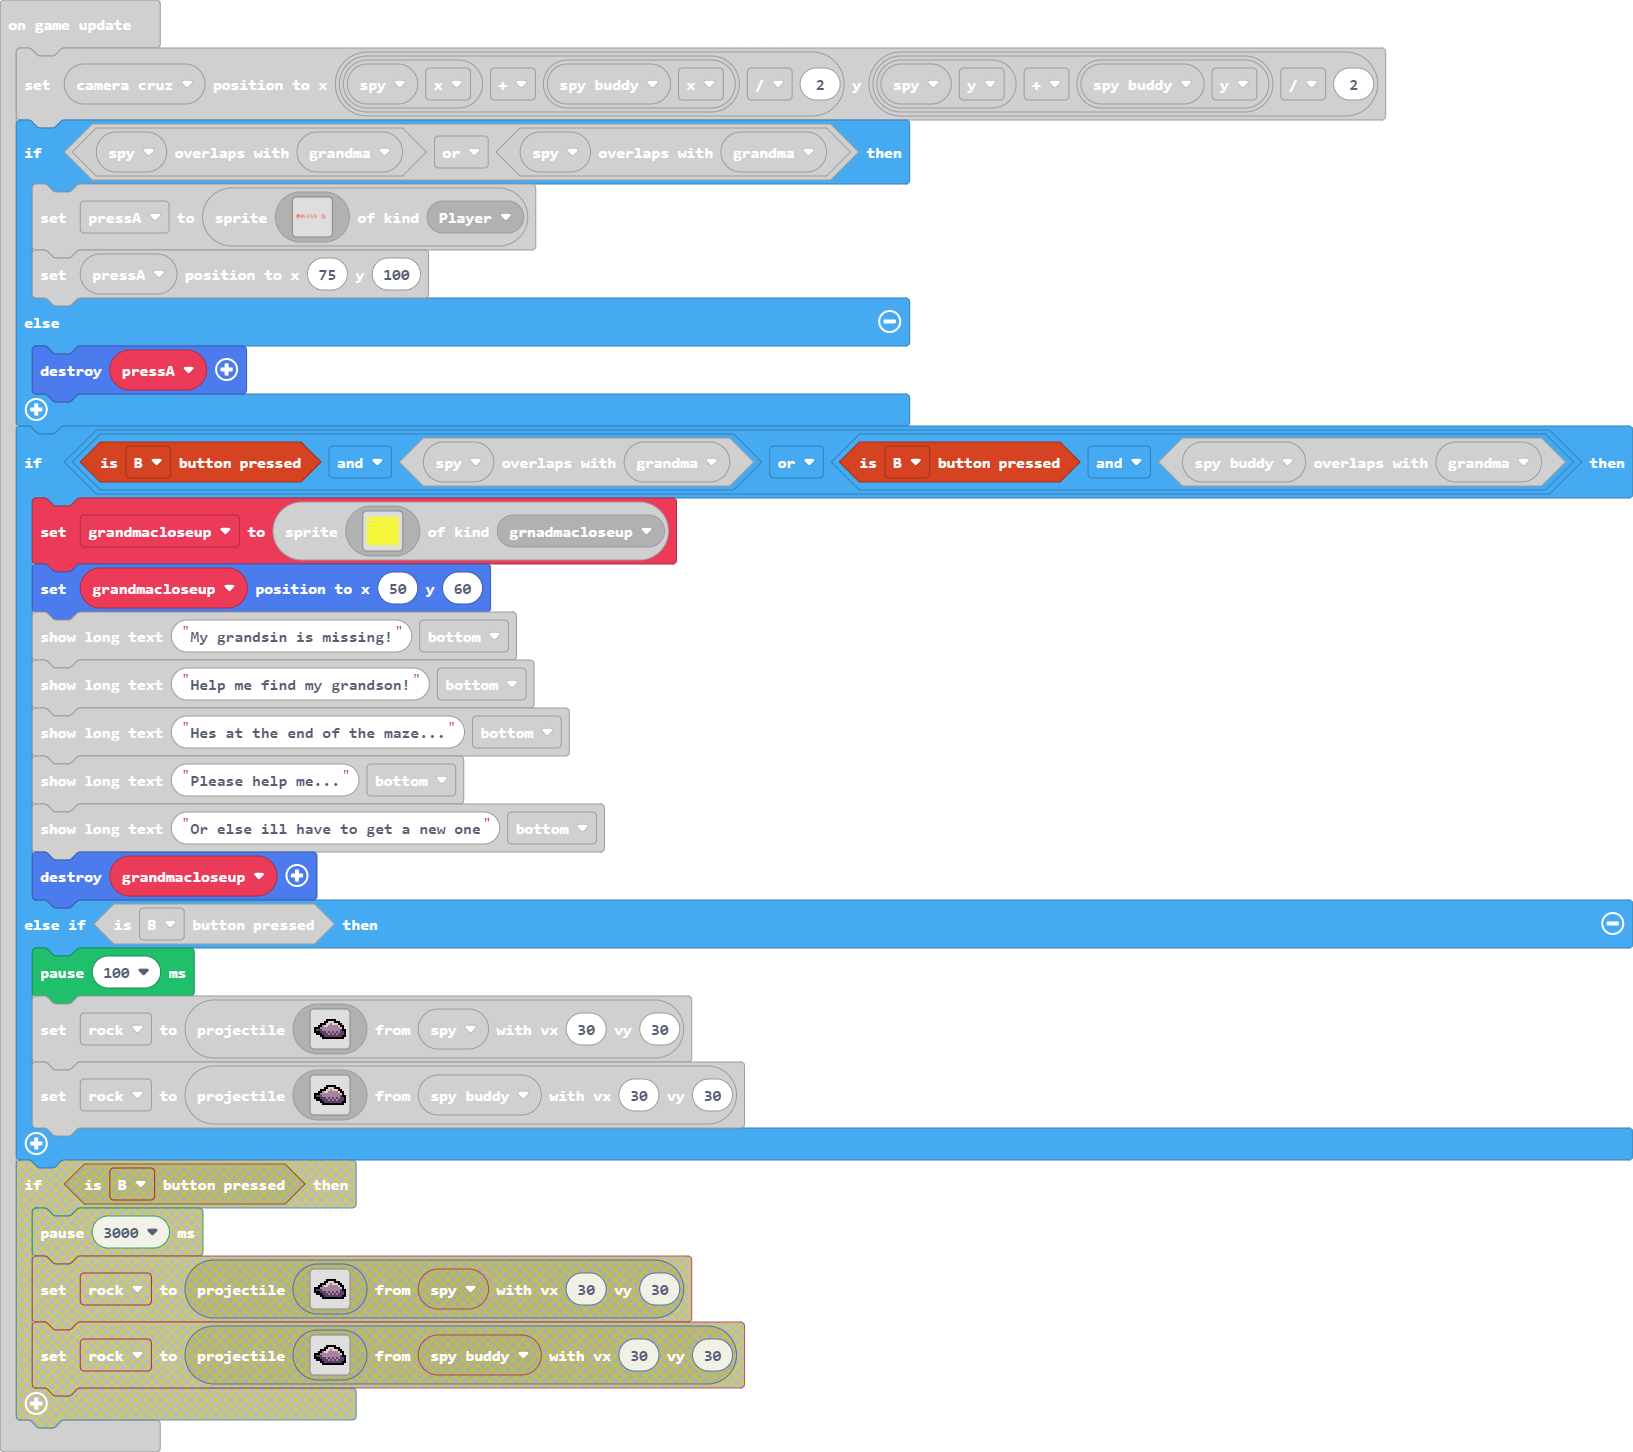 on game update
set camera cruz position to x spy x + spy buddy x / 2 y spy y + spy buddy y / 2
if spy overlaps with grandma or spy overlaps with grandma then
set pressA to sprite of kind Player
set pressA position to x 75 y 100
else
destroy pressA
if is B button pressed and spy overlaps with grandma or is B button pressed and spy buddy overlaps with grandma then
set grandmacloseup to sprite of kind grnadmacloseup
set grandmacloseup position to x 50 y 60
show long text "My grandsin is missing!" bottom
show long text "Help me find my grandson!" bottom
show long text "Hes at the end of the maze..." bottom
show long text "Please help me..." bottom
show long text "Or else ill have to get a new one" bottom
destroy grandmacloseup
else if is B button pressed then
pause 100 ms
set rock to projectile from spy with vx 30 vy 30
set rock to projectile from spy buddy with vx 30 vy 30
if is B button pressed then
pause 3000 ms
set rock to projectile from spy with vx 30 vy 30
set rock to projectile from spy buddy with vx 30 vy 30